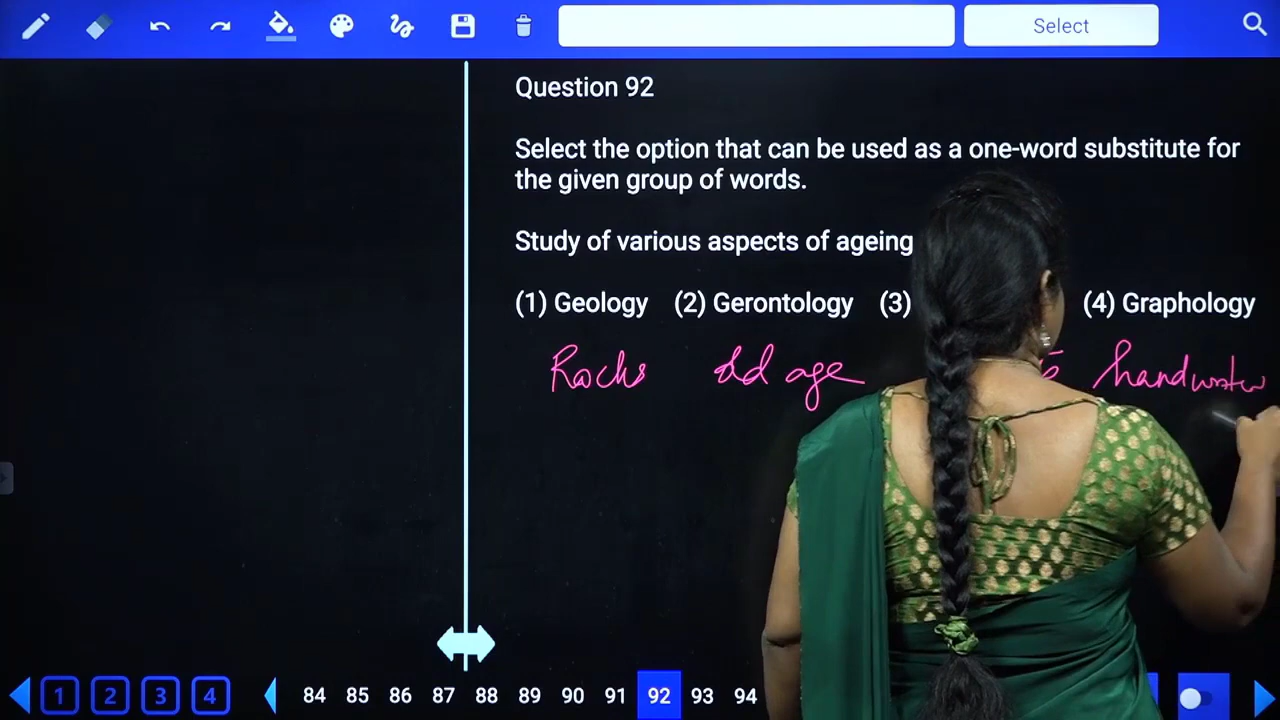 Select
Question 92
Select the option that can be used as a one-word substitute for
the given group of words.
Study of various aspects of ageing
(1) Geology (2) Gerontology (3) (4) Graphology
Rocks old age
1 2 3 4 84 85 86 87 88 89 90 91 92 93 94